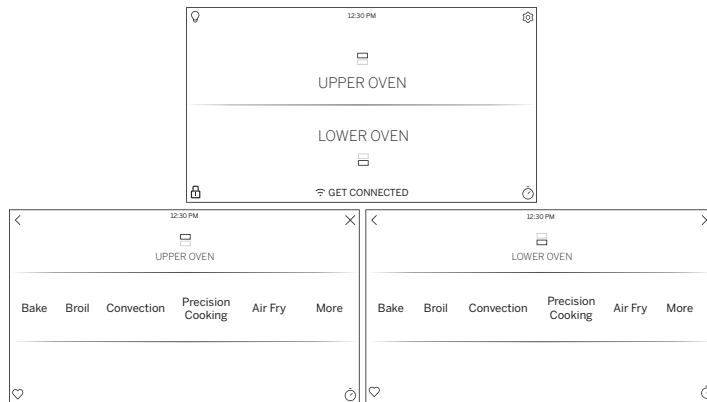 12:30 PM
UPPER OVEN
LOWER OVEN
GET CONNECTED
12:30 PM
UPPER OVEN
Bake Broil Convection Precision Cooking Air Fry More
12:30 PM
LOWER OVEN
Bake Broil Convection Precision Cooking Air Fry More